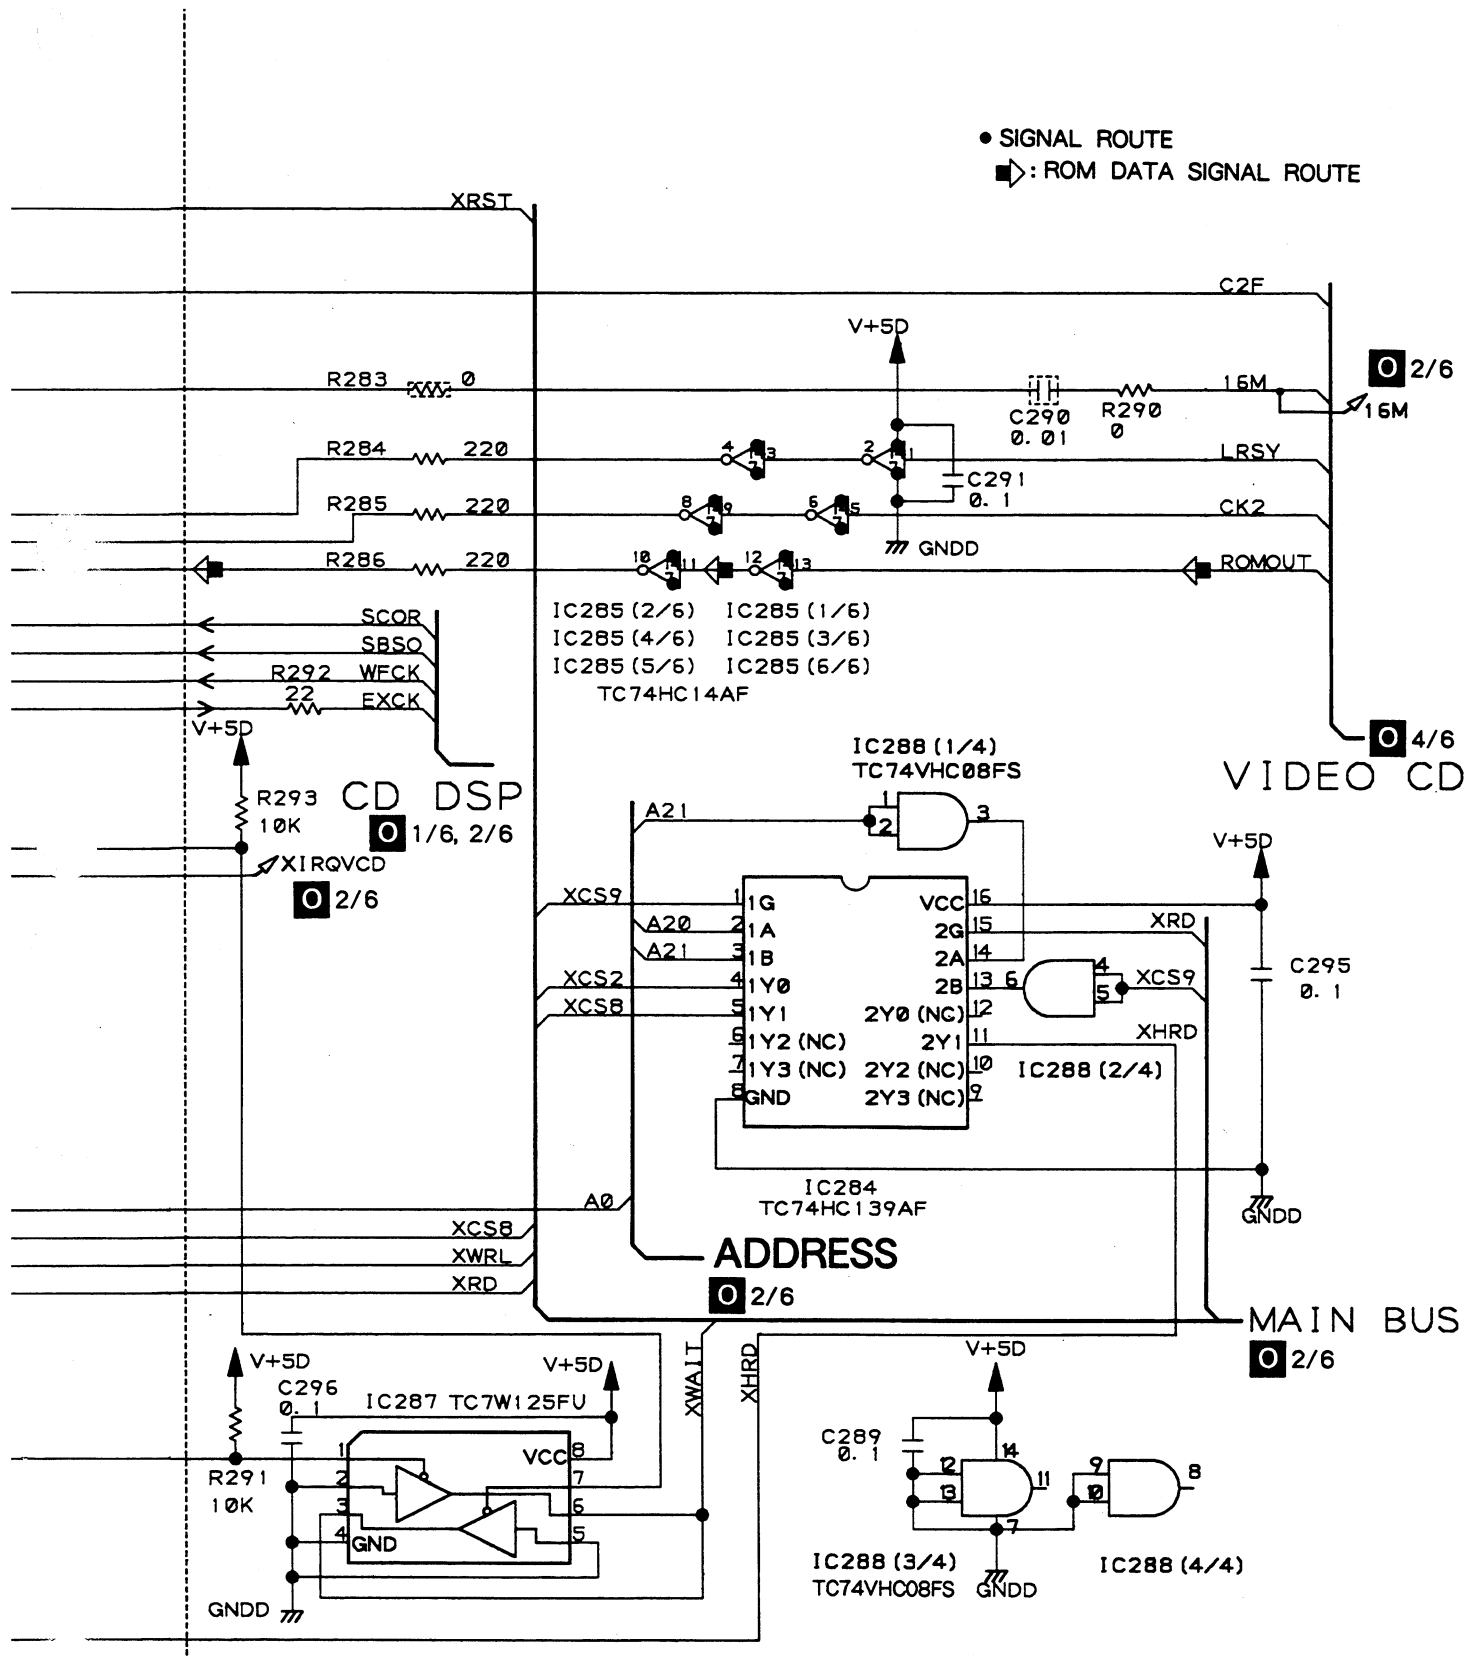 ● SIGNAL ROUTE
: ROM DATA SIGNAL ROUTE
XRST
C2F
V+5D
O 2/6
R283 0
C290
0.01
R290
0
16M
16M
R284 220
4 3
2 1
LRSY
C291
0.1
R285 220
8 9
6 5
CK2
GNDD
R286 220
10 11
12 13
ROMOUT
IC285(2/6) IC285(1/6)
IC285(4/6) IC285(3/6)
IC285(5/6) IC285(6/6)
TC74HC14AF
SCOR
SBSO
R292 WFCK
22 EXCK
V+5D
R293
10K
CD DSP
O 1/6, 2/6
XIRQVCD
O 2/6
O 4/6
VIDEO CD
IC288(1/4)
TC74VHC08FS
A21
1
2
3
V+5D
XCS9 1 1G
VCC 16
A20 2 1A
2G 15 XRD
A21 3 1B
2A 14
XCS2 4 1Y0
2B 13 6
4
5
XCS9
XCS8 5 1Y1
2Y0(NC) 12
6 1Y2(NC)
2Y1 11 XHRD
7 1Y3(NC)
2Y2(NC) 10
IC288(2/4)
8 GND
2Y3(NC) 9
C295
0.1
IC284
TC74HC139AF
GNDD
A0
XCS8
XWRL
XRD
ADDRESS
O 2/6
MAIN BUS
O 2/6
XWAIT
XHRD
V+5D
C296
0.1
IC287 TC7W125FU
V+5D
R291
10K
1
2
3
4 GND
VCC 8
7
6
5
GNDD
V+5D
C289
0.1
12
13
14
11
7
9
10
8
IC288(3/4)
TC74VHC08FS
GNDD
IC288(4/4)